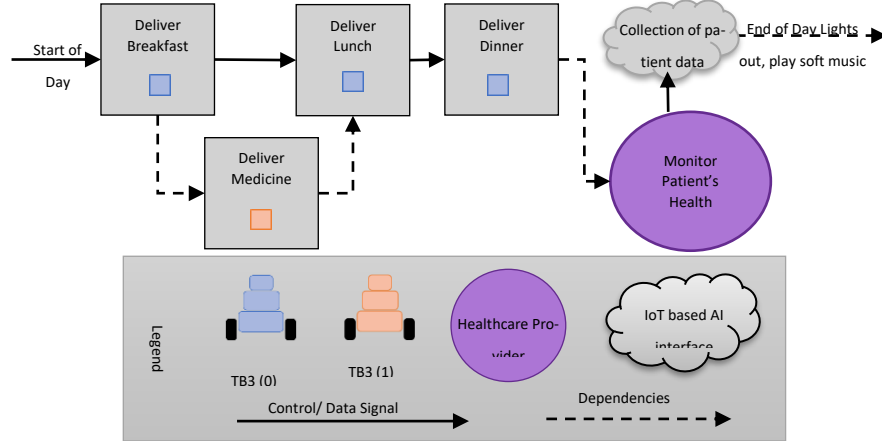 Start of
Day
Deliver
Breakfast
Deliver
Lunch
Deliver
Dinner
Collection of pa-
tient data
End of Day Lights
out, play soft music
Deliver
Medicine
Monitor
Patient's
Health
Legend
TB3 (0)
TB3 (1)
Healthcare Pro-
vider
IoT based AI
interface
Control/ Data Signal
Dependencies